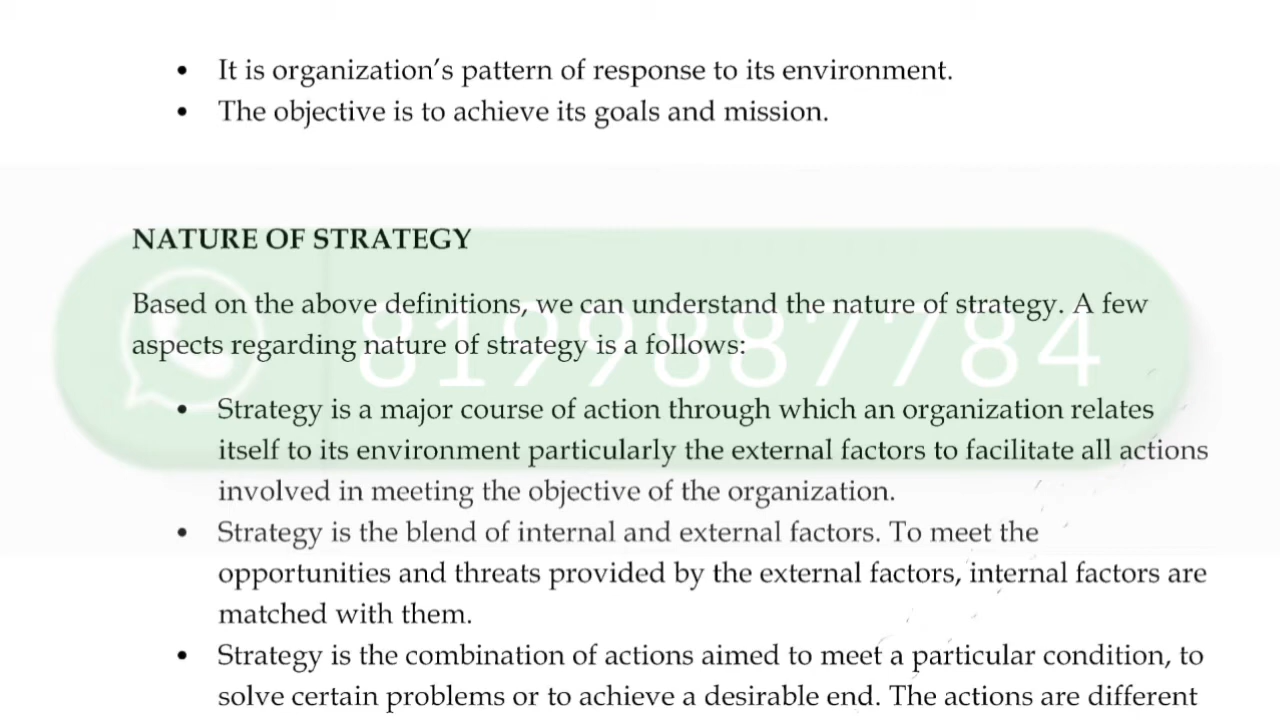 • It is organization's pattern of response to its environment.
• The objective is to achieve its goals and mission.
NATURE OF STRATEGY
Based on the above definitions, we can understand the nature of strategy. A few
aspects regarding nature of strategy is a follows:
8199887784
• Strategy is a major course of action through which an organization relates
itself to its environment particularly the external factors to facilitate all actions
involved in meeting the objective of the organization.
• Strategy is the blend of internal and external factors. To meet the
opportunities and threats provided by the external factors, internal factors are
matched with them.
• Strategy is the combination of actions aimed to meet a particular condition, to
solve certain problems or to achieve a desirable end. The actions are different